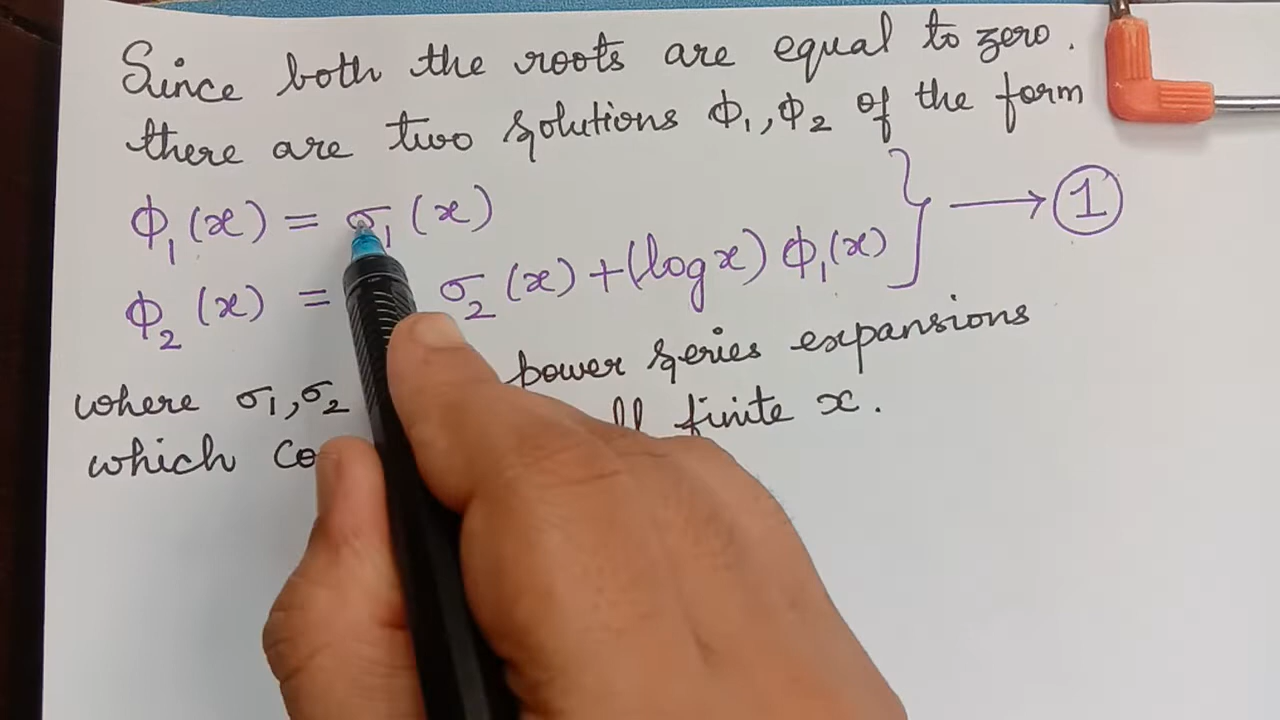 Since both the roots are equal to zero.
there are two solutions ϕ₁,ϕ₂ of the form
ϕ₁(x) = σ₁(x)
ϕ₂(x) = σ₂(x)+(log x) ϕ₁(x) } → ①
where σ₁,σ₂ power series expansions
which finite x.